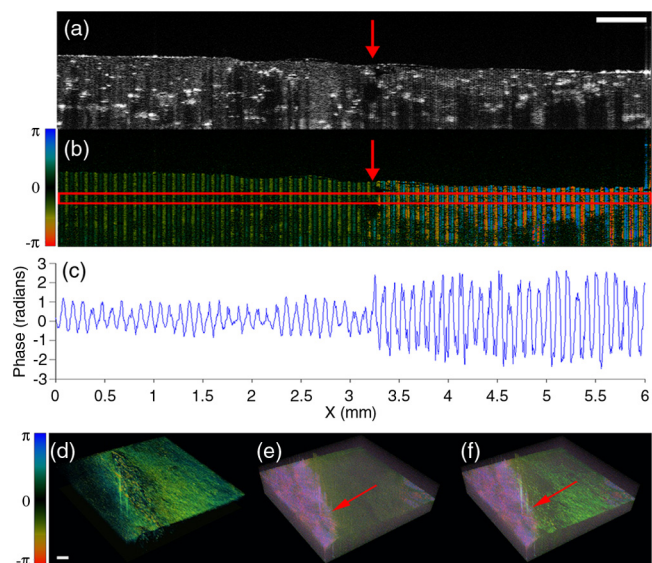 (a)
π
(b)
0
-π
(c)
3
2
1
0
-1
-2
-3
Phase (radians)
0 0.5 1 1.5 2 2.5 3 3.5 4 4.5 5 5.5 6
X (mm)
π
(d) (e) (f)
0
-π